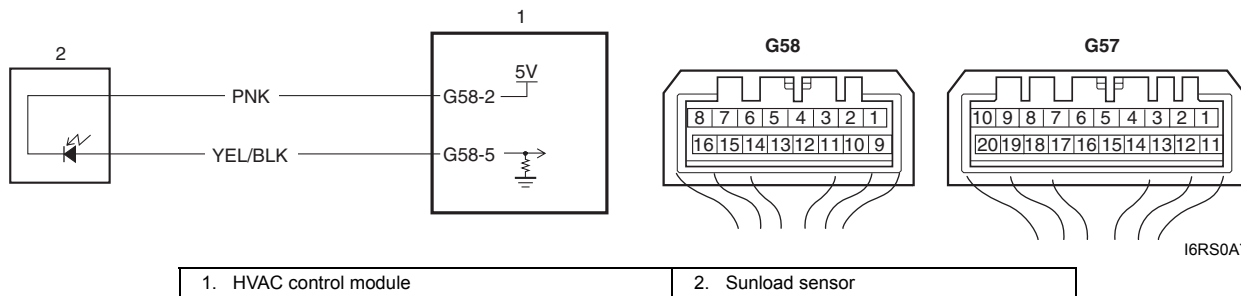 1
2
5V
PNK
G58-2
YEL/BLK
G58-5
G58
8 7 6 5 4 3 2 1
16 15 14 13 12 11 10 9
G57
10 9 8 7 6 5 4 3 2 1
20 19 18 17 16 15 14 13 12 11
1. HVAC control module
2. Sunload sensor